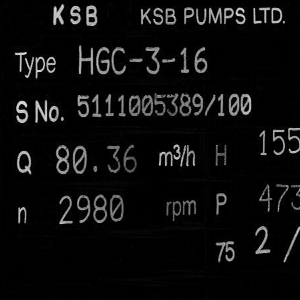 KSB KSB PUMPS LTD.
Type HGC-3-16
S No. 5111005389/100
Q 80.36 m³/h H 155
n 2980 rpm P 473
75 2/